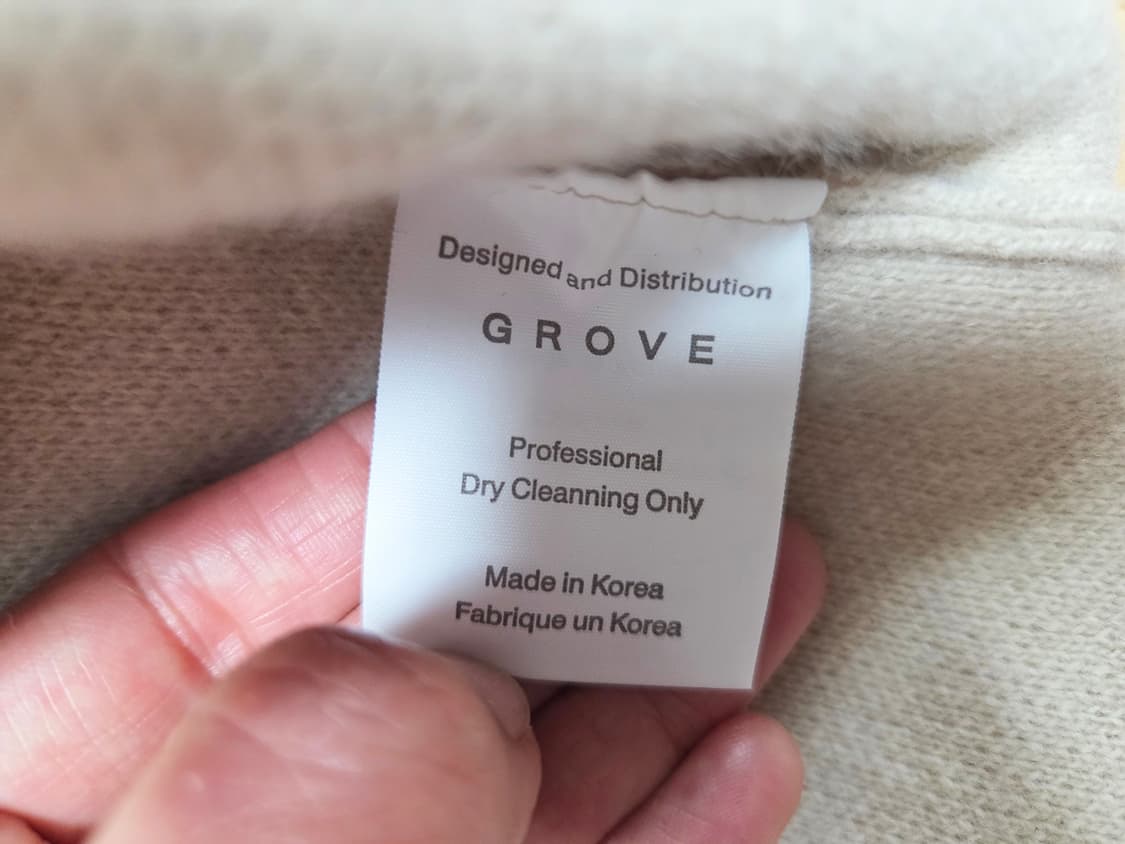 Designed and Distribution
GROVE
Professional
Dry Cleanning Only
Made in Korea
Fabrique un Korea